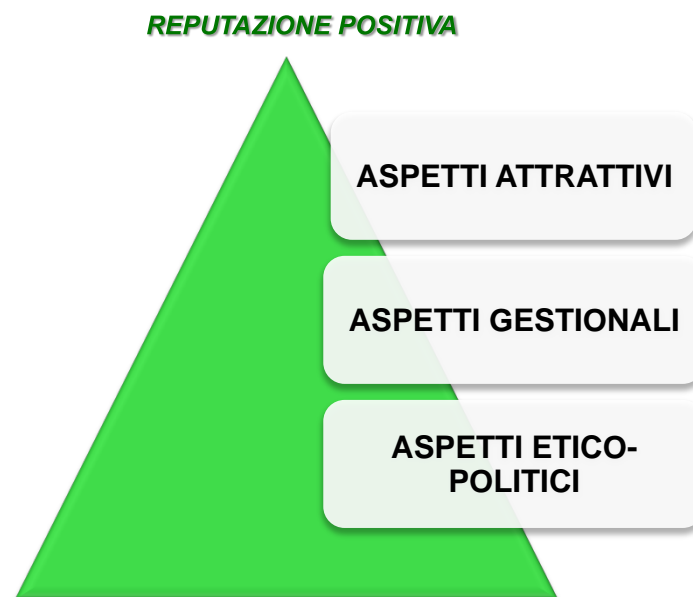 REPUTAZIONE POSITIVA
ASPETTI ATTRATTIVI
ASPETTI GESTIONALI
ASPETTI ETICO-
POLITICI